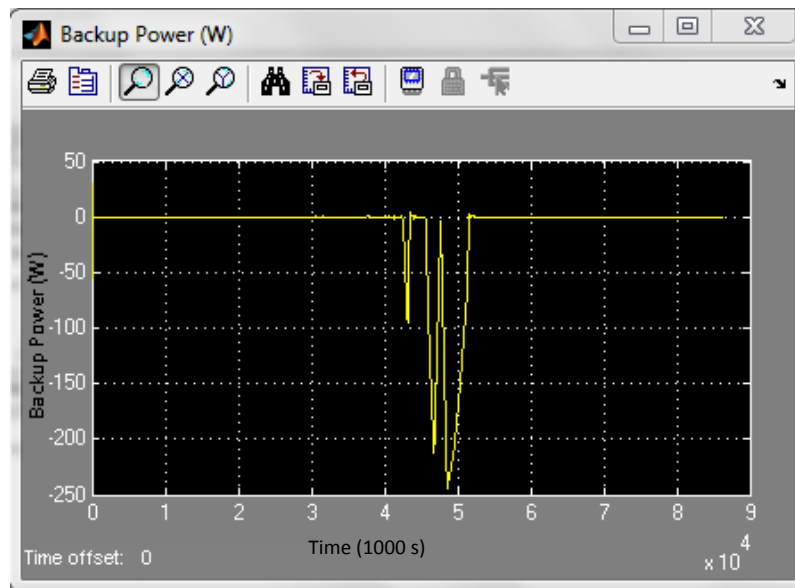 Backup Power (W)
50
0
-50
-100
-150
-200
-250
Backup Power (W)
0 1 2 3 4 5 6 7 8 9
Time (1000 s)
x 10^4
Time offset: 0